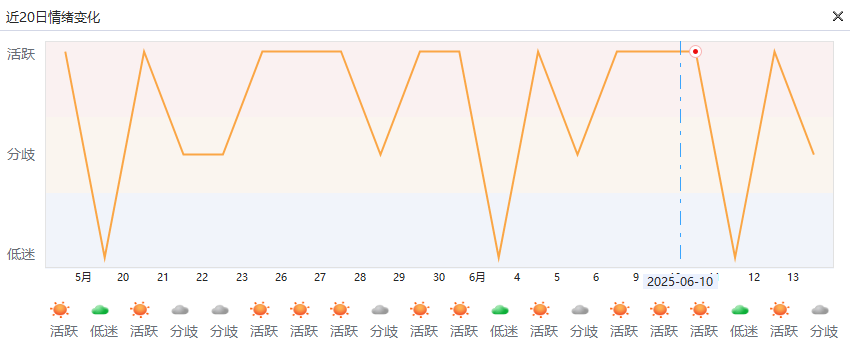 近20日情绪变化
活跃
分歧
低迷
5月 20 21 22 23 26 27 28 29 30 6月 4 5 6 9 12 13
2025-06-10
活跃 低迷 活跃 分歧 分歧 活跃 活跃 活跃 分歧 活跃 活跃 低迷 活跃 分歧 活跃 活跃 活跃 低迷 活跃 分歧